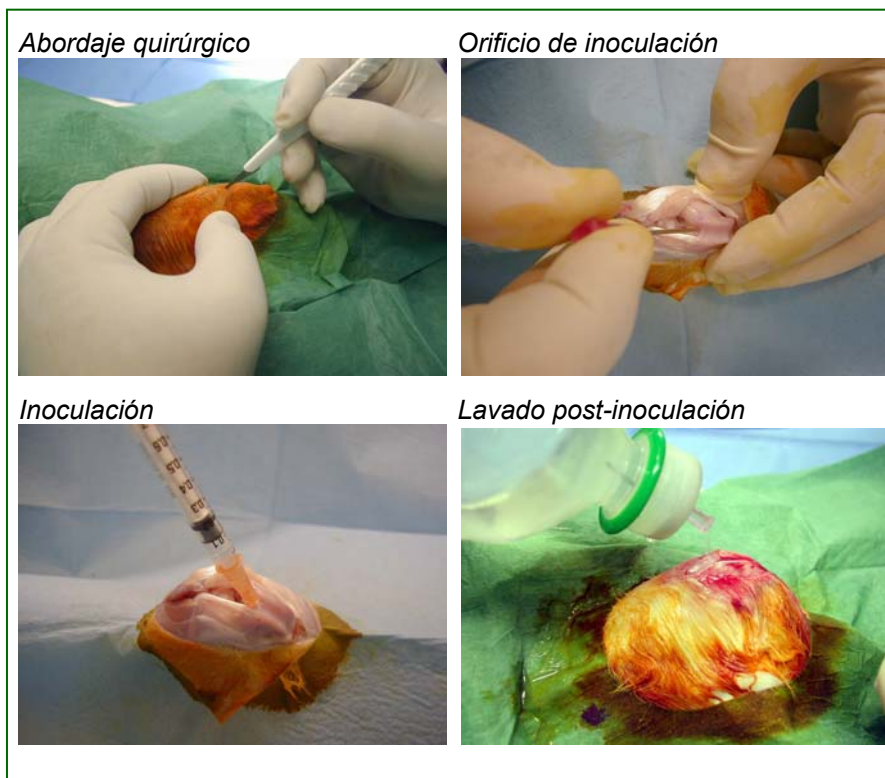 Abordaje quirúrgico
Orificio de inoculación
Inoculación
Lavado post-inoculación